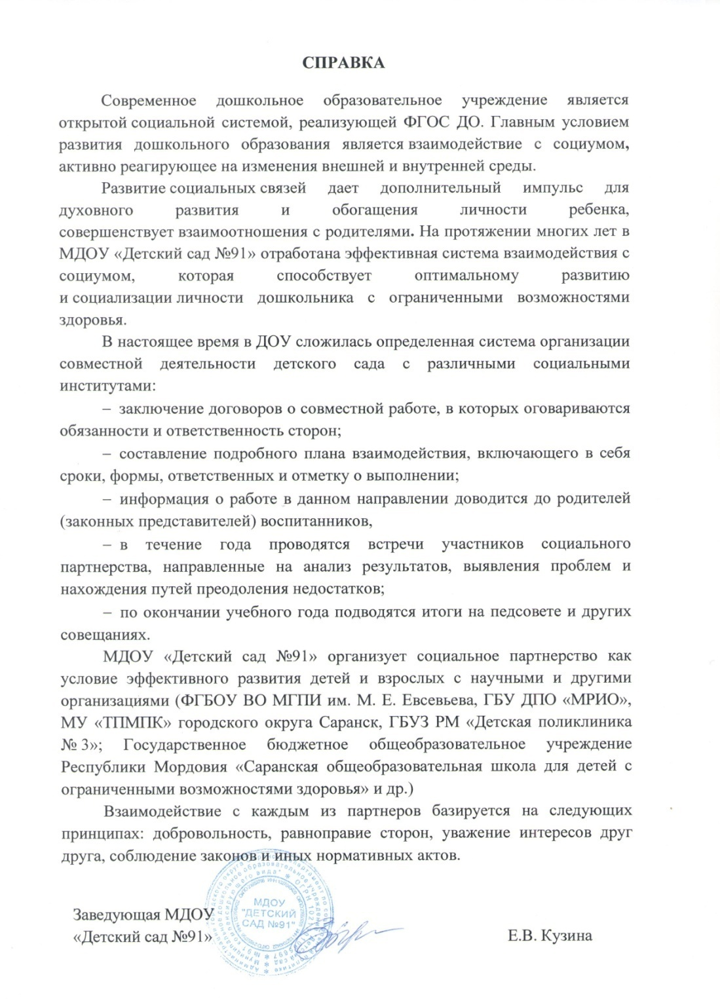 СПРАВКА
Современное дошкольное образовательное учреждение является
открытой социальной системой, реализующей ФГОС ДО. Главным условием
развития дошкольного образования является взаимодействие с социумом,
активно реагирующее на изменения внешней и внутренней среды.
Развитие социальных связей дает дополнительный импульс для
духовного развития и обогащения личности ребенка,
совершенствует взаимоотношения с родителями. На протяжении многих лет в
МДОУ «Детский сад №91» отработана эффективная система взаимодействия с
социумом, которая способствует оптимальному развитию
и социализации личности дошкольника с ограниченными возможностями
здоровья.
В настоящее время в ДОУ сложилась определенная система организации
совместной деятельности детского сада с различными социальными
институтами:
– заключение договоров о совместной работе, в которых оговариваются
обязанности и ответственность сторон;
– составление подробного плана взаимодействия, включающего в себя
сроки, формы, ответственных и отметку о выполнении;
– информация о работе в данном направлении доводится до родителей
(законных представителей) воспитанников,
– в течение года проводятся встречи участников социального
партнерства, направленные на анализ результатов, выявления проблем и
нахождения путей преодоления недостатков;
– по окончании учебного года подводятся итоги на педсовете и других
совещаниях.
МДОУ «Детский сад №91» организует социальное партнерство как
условие эффективного развития детей и взрослых с научными и другими
организациями (ФГБОУ ВО МГПИ им. М. Е. Евсевьева, ГБУ ДПО «МРИО»,
МУ «ТПМПК» городского округа Саранск, ГБУЗ РМ «Детская поликлиника
№ 3»; Государственное бюджетное общеобразовательное учреждение
Республики Мордовия «Саранская общеобразовательная школа для детей с
ограниченными возможностями здоровья» и др.)
Взаимодействие с каждым из партнеров базируется на следующих
принципах: добровольность, равноправие сторон, уважение интересов друг
друга, соблюдение законов и иных нормативных актов.
Заведующая МДОУ
«Детский сад №91»
Е.В. Кузина
МДОУ
"ДЕТСКИЙ
САД №91"